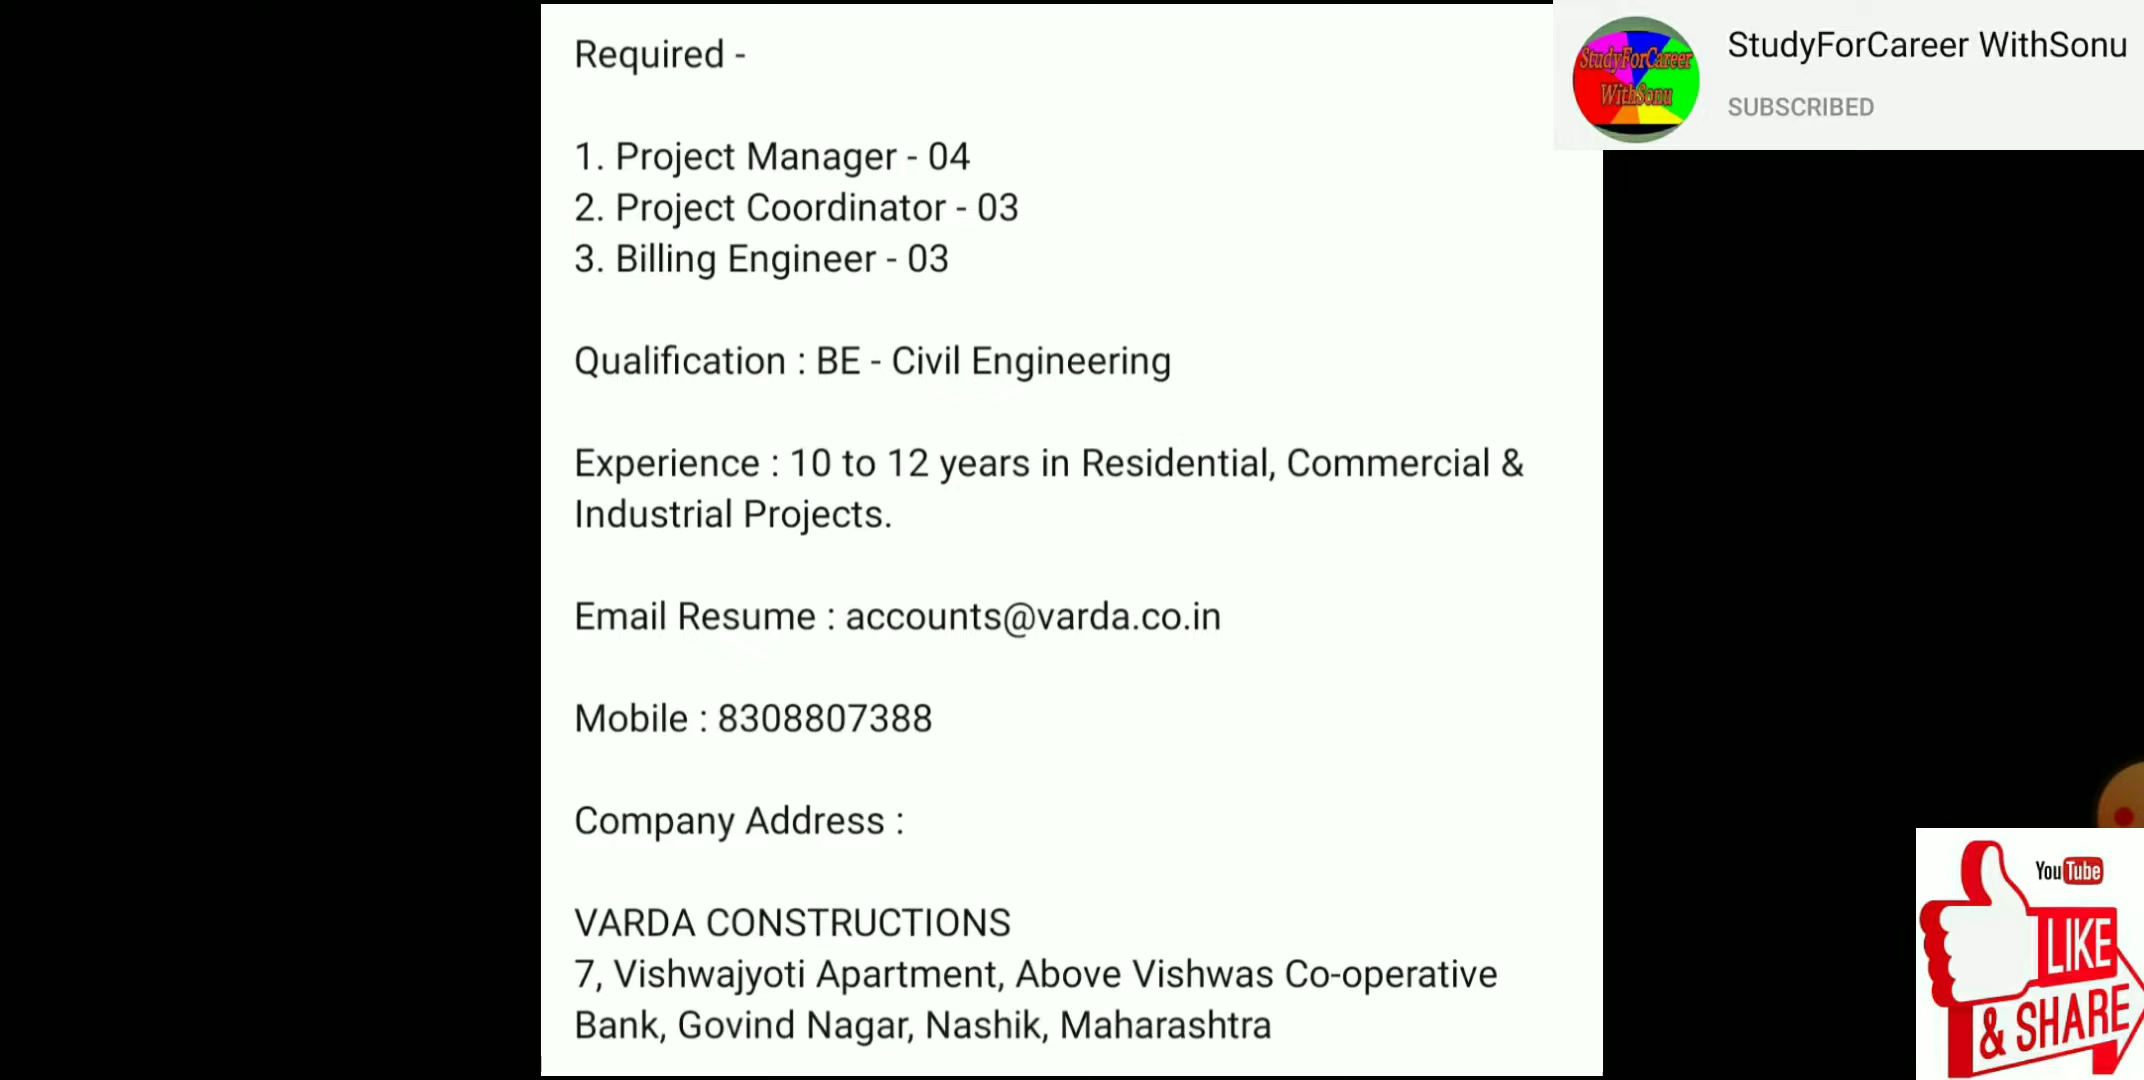 Required -
1. Project Manager - 04
2. Project Coordinator - 03
3. Billing Engineer - 03
Qualification : BE - Civil Engineering
Experience : 10 to 12 years in Residential, Commercial &
Industrial Projects.
Email Resume : accounts@varda.co.in
Mobile : 8308807388
Company Address :
VARDA CONSTRUCTIONS
7, Vishwajyoti Apartment, Above Vishwas Co-operative
Bank, Govind Nagar, Nashik, Maharashtra
StudyForCareer
WithSonu
StudyForCareer WithSonu
SUBSCRIBED
YouTube
LIKE
& SHARE